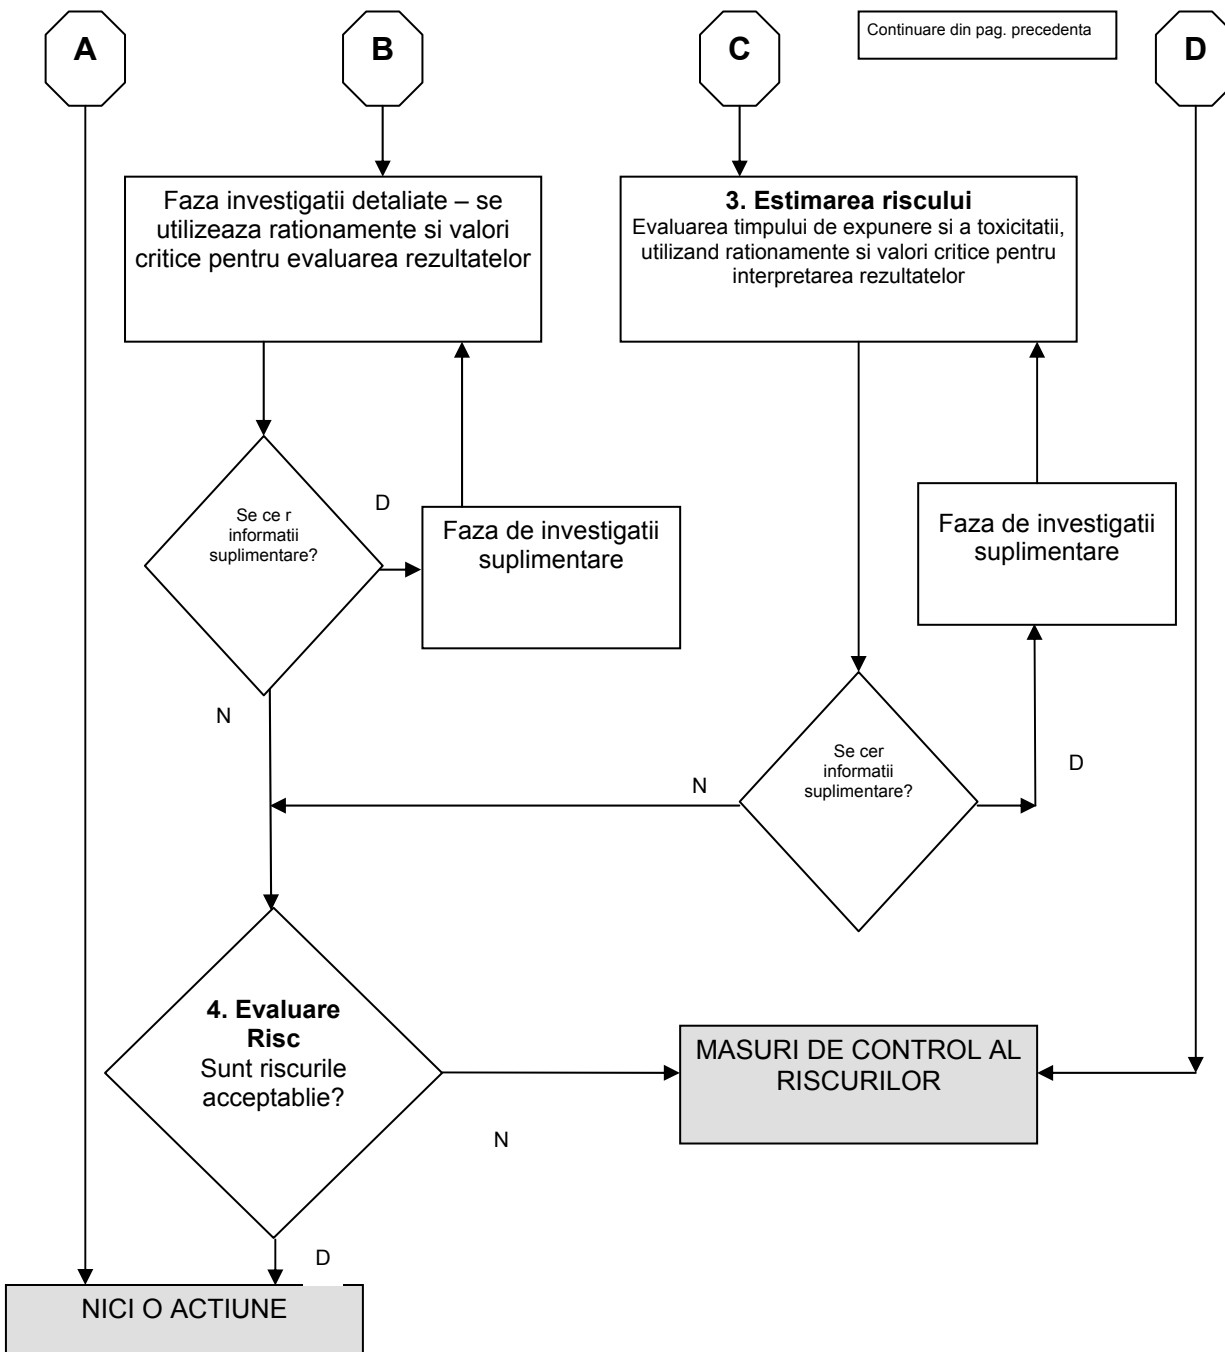 A
B
C
Continuare din pag. precedenta
D
Faza investigatii detaliate – se
utilizeaza rationamente si valori
critice pentru evaluarea rezultatelor
3. Estimarea riscului
Evaluarea timpului de expunere si a toxicitatii,
utilizand rationamente si valori critice pentru
interpretarea rezultatelor
Se ce r
informatii
suplimentare?
D
Faza de investigatii
suplimentare
Faza de investigatii
suplimentare
N
Se cer
informatii
suplimentare?
N
D
4. Evaluare
Risc
Sunt riscurile
acceptablie?
MASURI DE CONTROL AL
RISCURILOR
N
D
NICI O ACTIUNE